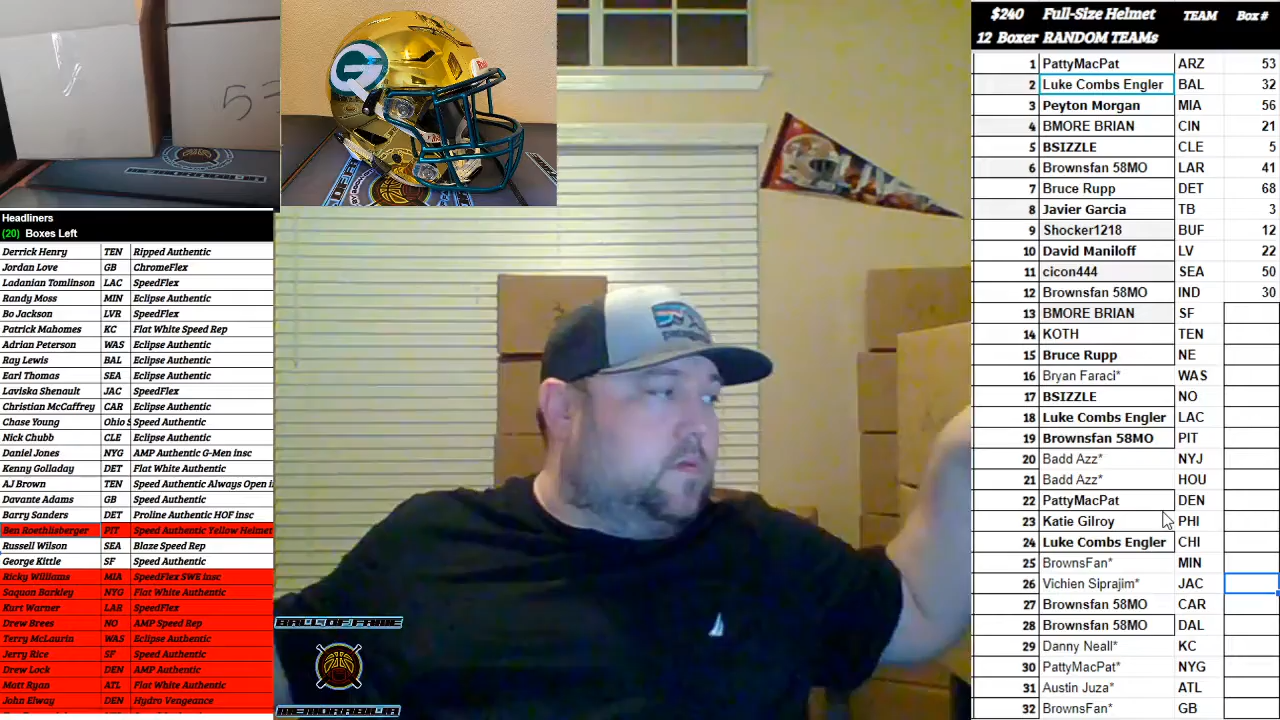 53
G
Headliners
(20) Boxes Left
Derrick Henry TEN Ripped Authentic
Jordan Love GB ChromeFlex
Ladanian Tomlinson LAC SpeedFlex
Randy Moss MIN Eclipse Authentic
Bo Jackson LVR SpeedFlex
Patrick Mahomes KC Flat White Speed Rep
Adrian Peterson WAS Eclipse Authentic
Ray Lewis BAL Eclipse Authentic
Earl Thomas SEA Eclipse Authentic
Laviska Shenault JAC SpeedFlex
Christian McCaffrey CAR Eclipse Authentic
Chase Young Ohio S Speed Authentic
Nick Chubb CLE Eclipse Authentic
Daniel Jones NYG AMP Authentic G-Men insc
Kenny Golladay DET Flat White Authentic
AJ Brown TEN Speed Authentic Always Open i
Davante Adams GB Speed Authentic
Barry Sanders DET Proline Authentic HOF insc
Ben Roethlisberger PIT Speed Authentic Yellow Helmet
Russell Wilson SEA Blaze Speed Rep
George Kittle SF Speed Authentic
Ricky Williams MIA SpeedFlex SWE insc
Saquon Barkley NYG Flat White Authentic
Kurt Warner LAR SpeedFlex
Drew Brees NO AMP Speed Rep
Terry McLaurin WAS Eclipse Authentic
Jerry Rice SF Speed Authentic
Drew Lock DEN AMP Authentic
Matt Ryan ATL Flat White Authentic
John Elway DEN Hydro Vengeance
BALL OF FAME
MEMORABILIA
$240 Full-Size Helmet TEAM Box #
12 Boxer RANDOM TEAMs
1 PattyMacPat ARZ 53
2 Luke Combs Engler BAL 32
3 Peyton Morgan MIA 56
4 BMORE BRIAN CIN 21
5 BSIZZLE CLE 5
6 Brownsfan 58MO LAR 41
7 Bruce Rupp DET 68
8 Javier Garcia TB 3
9 Shocker1218 BUF 12
10 David Maniloff LV 22
11 cicon444 SEA 50
12 Brownsfan 58MO IND 30
13 BMORE BRIAN SF
14 KOTH TEN
15 Bruce Rupp NE
16 Bryan Faraci* WAS
17 BSIZZLE NO
18 Luke Combs Engler LAC
19 Brownsfan 58MO PIT
20 Badd Azz* NYJ
21 Badd Azz* HOU
22 PattyMacPat DEN
23 Katie Gilroy PHI
24 Luke Combs Engler CHI
25 BrownsFan* MIN
26 Vichien Siprajim* JAC
27 Brownsfan 58MO CAR
28 Brownsfan 58MO DAL
29 Danny Neall* KC
30 PattyMacPat* NYG
31 Austin Juza* ATL
32 BrownsFan* GB